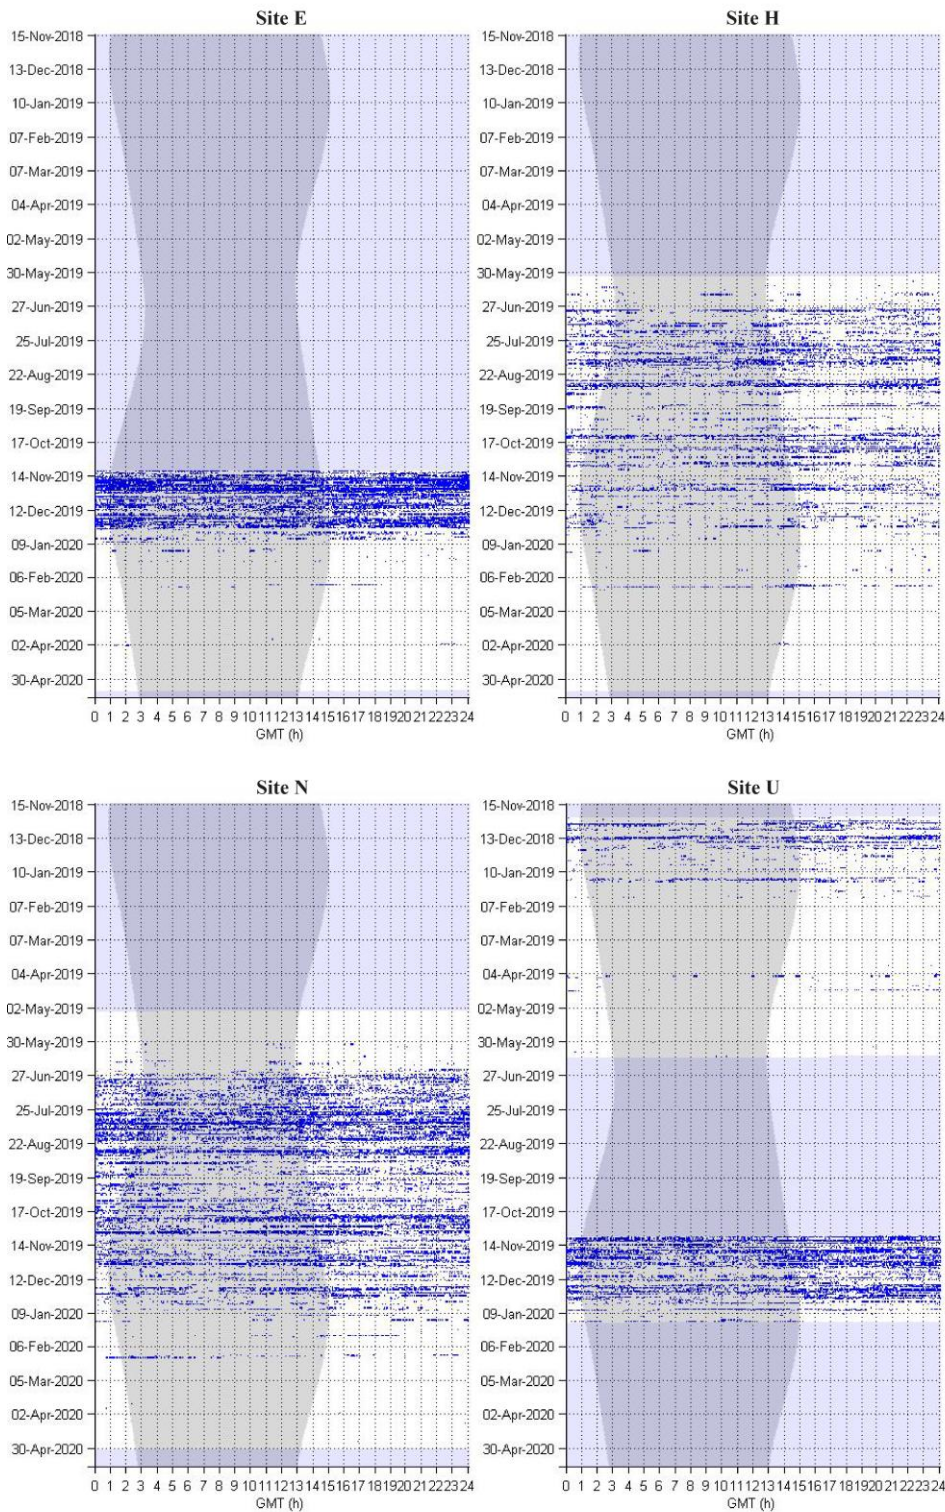 Site E
15-Nov-2018
13-Dec-2018
10-Jan-2019
07-Feb-2019
07-Mar-2019
04-Apr-2019
02-May-2019
30-May-2019
27-Jun-2019
25-Jul-2019
22-Aug-2019
19-Sep-2019
17-Oct-2019
14-Nov-2019
12-Dec-2019
09-Jan-2020
06-Feb-2020
05-Mar-2020
02-Apr-2020
30-Apr-2020
0 1 2 3 4 5 6 7 8 9 10 11 12 13 14 15 16 17 18 19 20 21 22 23 24
GMT (h)
Site H
15-Nov-2018
13-Dec-2018
10-Jan-2019
07-Feb-2019
07-Mar-2019
04-Apr-2019
02-May-2019
30-May-2019
27-Jun-2019
25-Jul-2019
22-Aug-2019
19-Sep-2019
17-Oct-2019
14-Nov-2019
12-Dec-2019
09-Jan-2020
06-Feb-2020
05-Mar-2020
02-Apr-2020
30-Apr-2020
0 1 2 3 4 5 6 7 8 9 10 11 12 13 14 15 16 17 18 19 20 21 22 23 24
GMT (h)
Site N
15-Nov-2018
13-Dec-2018
10-Jan-2019
07-Feb-2019
07-Mar-2019
04-Apr-2019
02-May-2019
30-May-2019
27-Jun-2019
25-Jul-2019
22-Aug-2019
19-Sep-2019
17-Oct-2019
14-Nov-2019
12-Dec-2019
09-Jan-2020
06-Feb-2020
05-Mar-2020
02-Apr-2020
30-Apr-2020
0 1 2 3 4 5 6 7 8 9 10 11 12 13 14 15 16 17 18 19 20 21 22 23 24
GMT (h)
Site U
15-Nov-2018
13-Dec-2018
10-Jan-2019
07-Feb-2019
07-Mar-2019
04-Apr-2019
02-May-2019
30-May-2019
27-Jun-2019
25-Jul-2019
22-Aug-2019
19-Sep-2019
17-Oct-2019
14-Nov-2019
12-Dec-2019
09-Jan-2020
06-Feb-2020
05-Mar-2020
02-Apr-2020
30-Apr-2020
0 1 2 3 4 5 6 7 8 9 10 11 12 13 14 15 16 17 18 19 20 21 22 23 24
GMT (h)